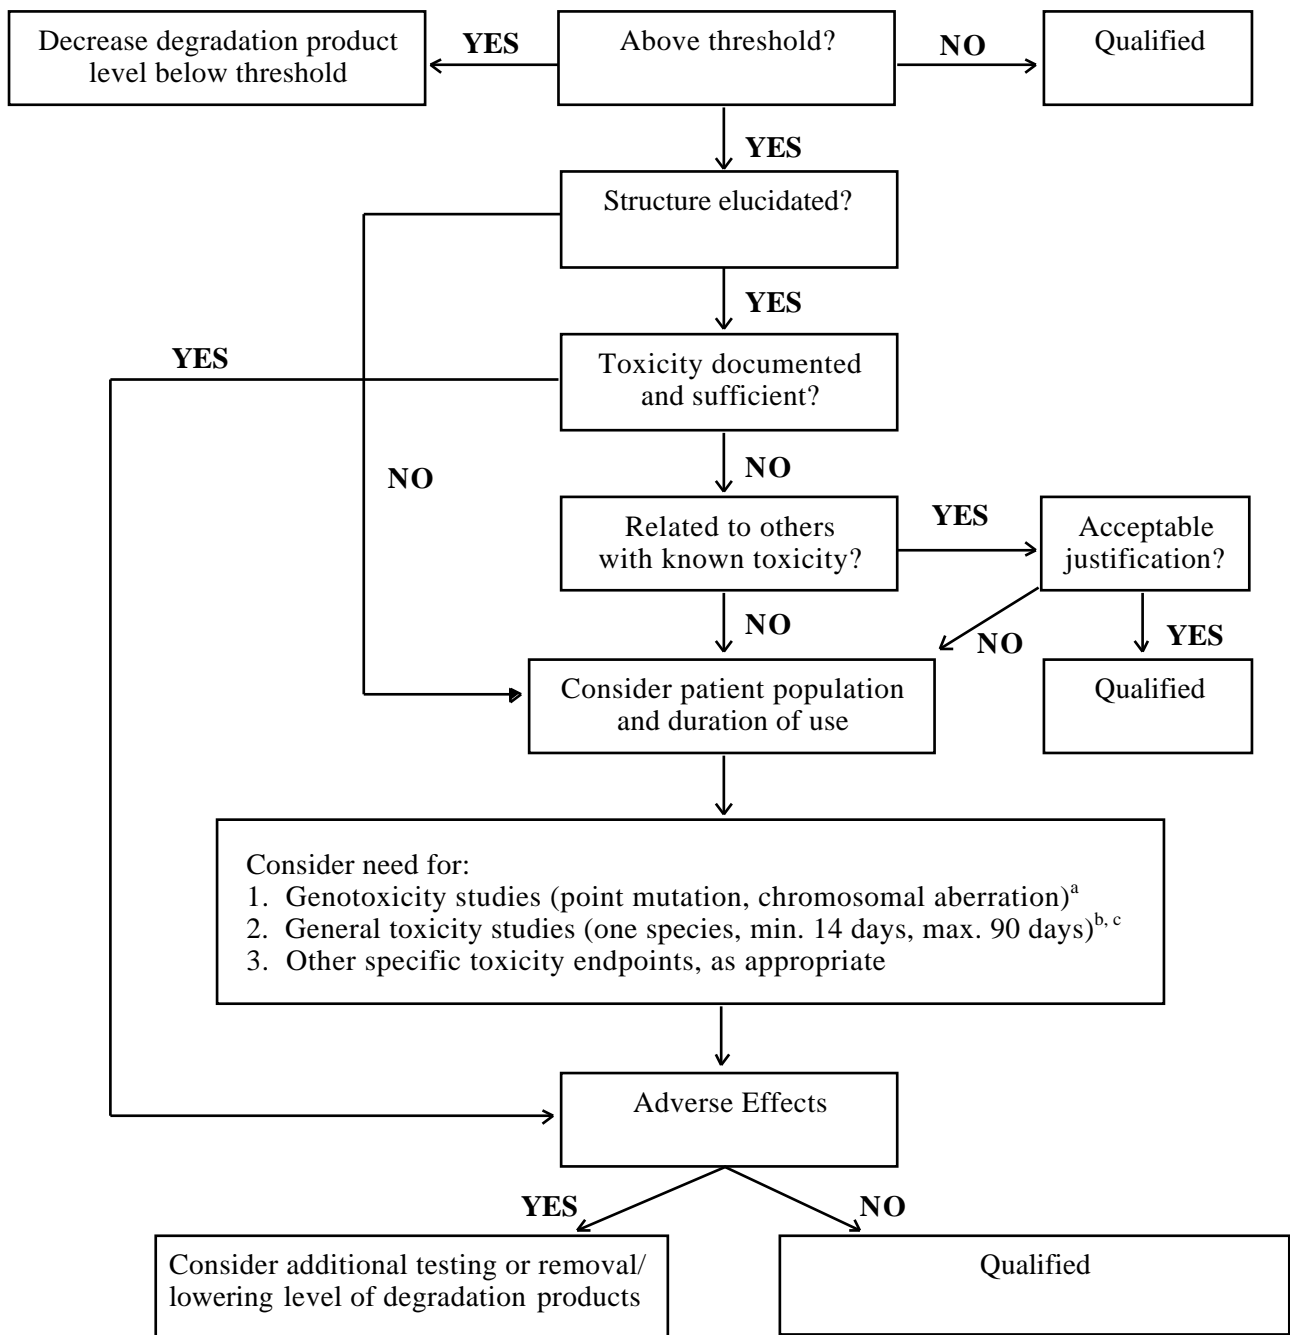 Decrease degradation product
level below threshold
YES
Above threshold?
NO
Qualified
YES
Structure elucidated?
YES
YES
Toxicity documented
and sufficient?
NO
NO
Related to others
with known toxicity?
YES
Acceptable
justification?
NO
NO
YES
Consider patient population
and duration of use
Qualified
Consider need for:
1. Genotoxicity studies (point mutation, chromosomal aberration)a
2. General toxicity studies (one species, min. 14 days, max. 90 days)b, c
3. Other specific toxicity endpoints, as appropriate
Adverse Effects
YES
NO
Consider additional testing or removal/
lowering level of degradation products
Qualified